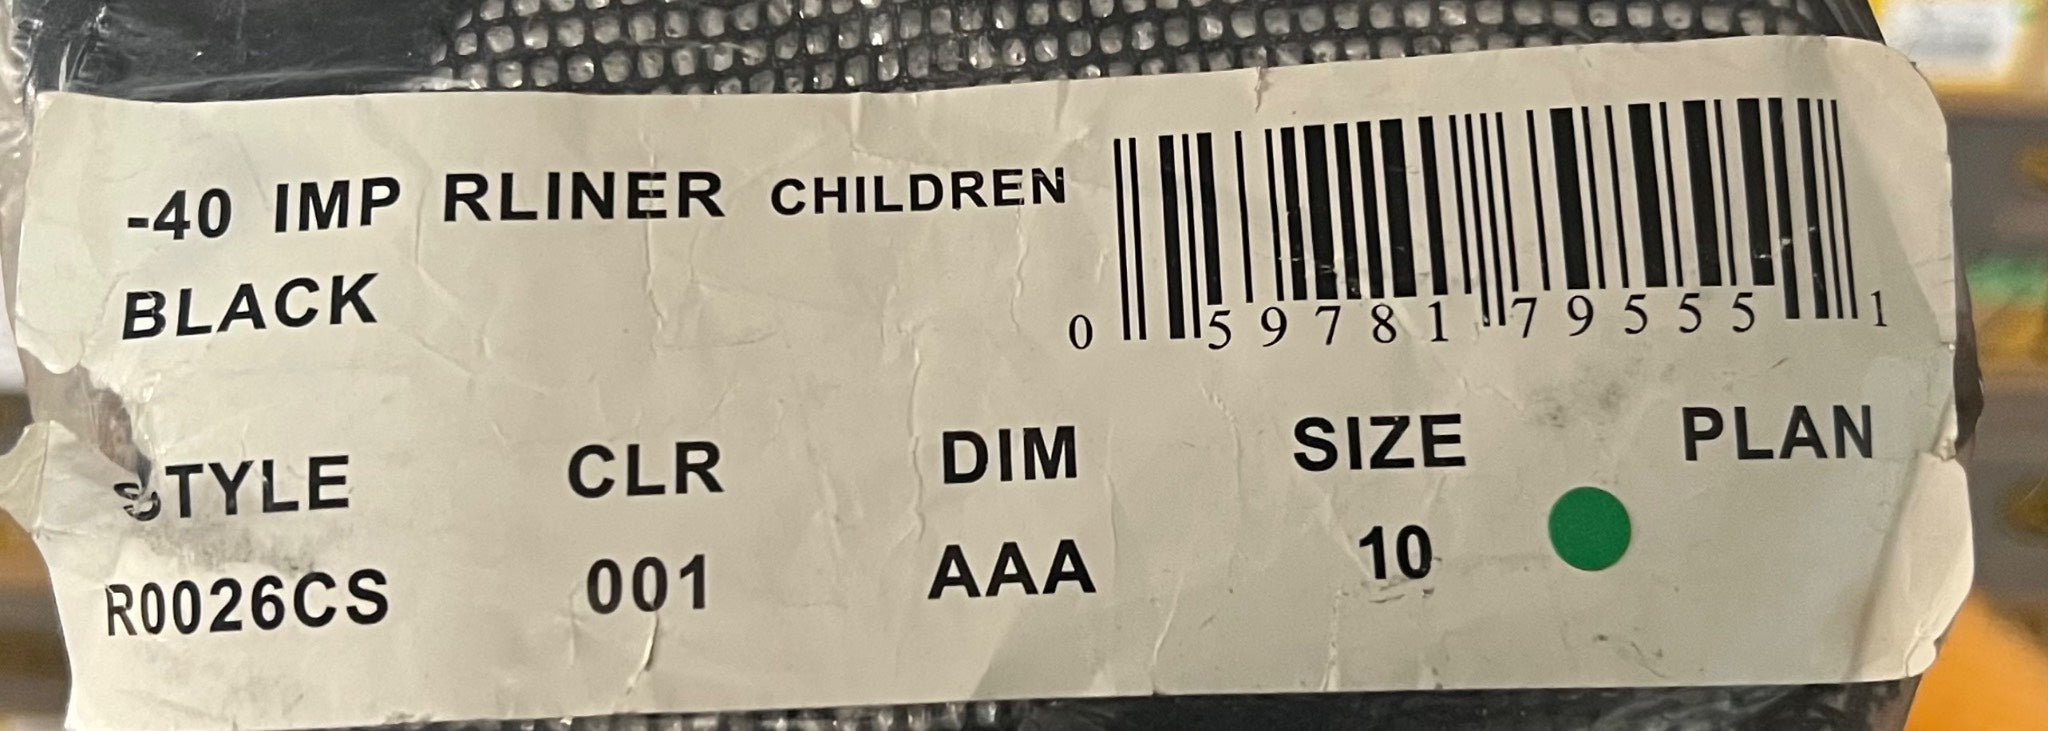 -40 IMP RLINER CHILDREN
BLACK
0 59781 79555 1
STYLE CLR DIM SIZE PLAN
R0026CS 001 AAA 10